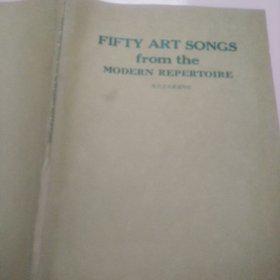 FIFTY ART SONGS
from the
MODERN REPERTOIRE